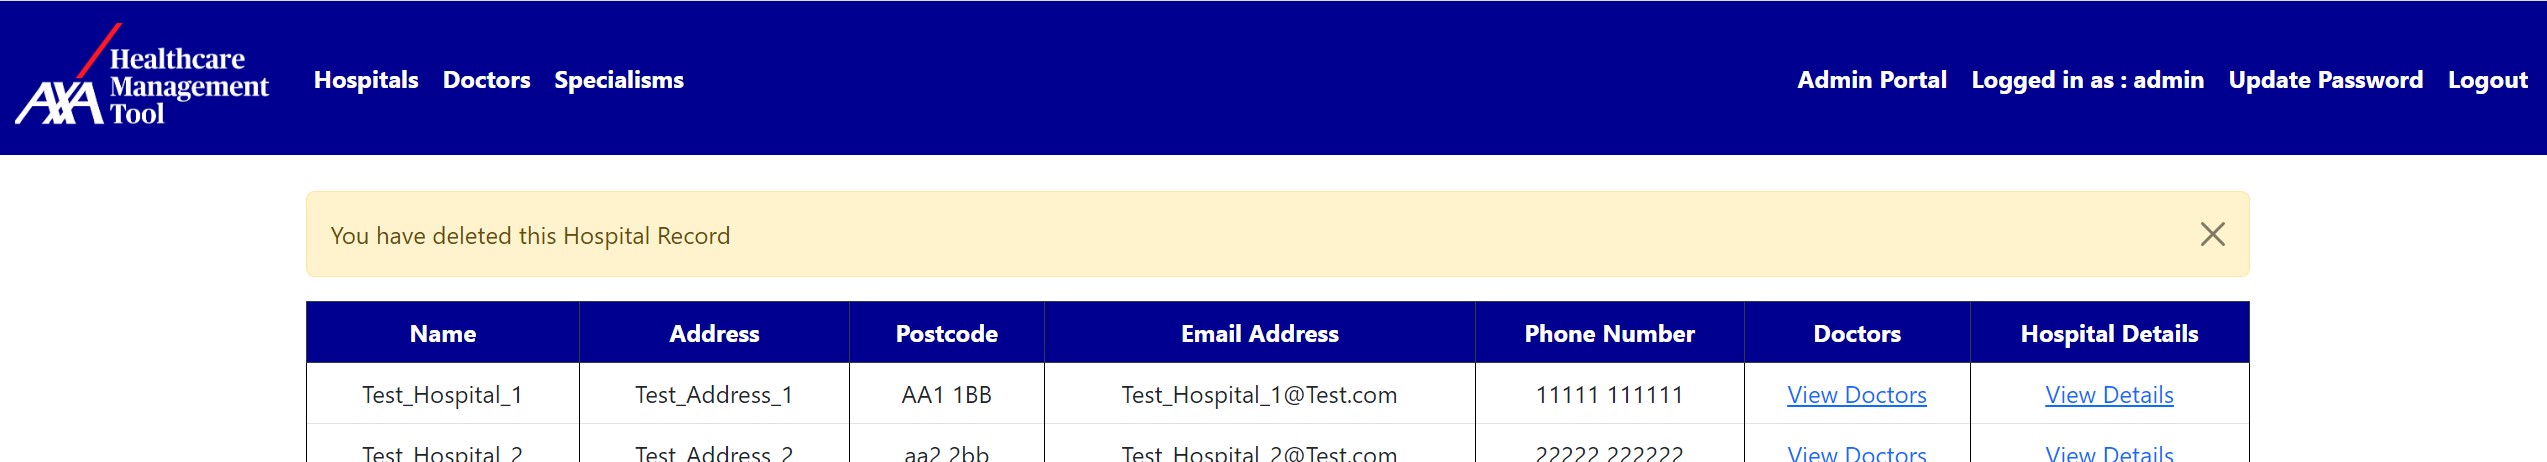 Healthcare
Management
Tool
AXA
Hospitals Doctors Specialisms
Admin Portal Logged in as : admin Update Password Logout
You have deleted this Hospital Record
Name Address Postcode Email Address Phone Number Doctors Hospital Details
Test_Hospital_1 Test_Address_1 AA1 1BB Test_Hospital_1@Test.com 11111 111111 View Doctors View Details
Test_Hospital_2 Test_Address_2 aa2 2bb Test_Hospital_2@Test.com 22222 222222 View Doctors View Details